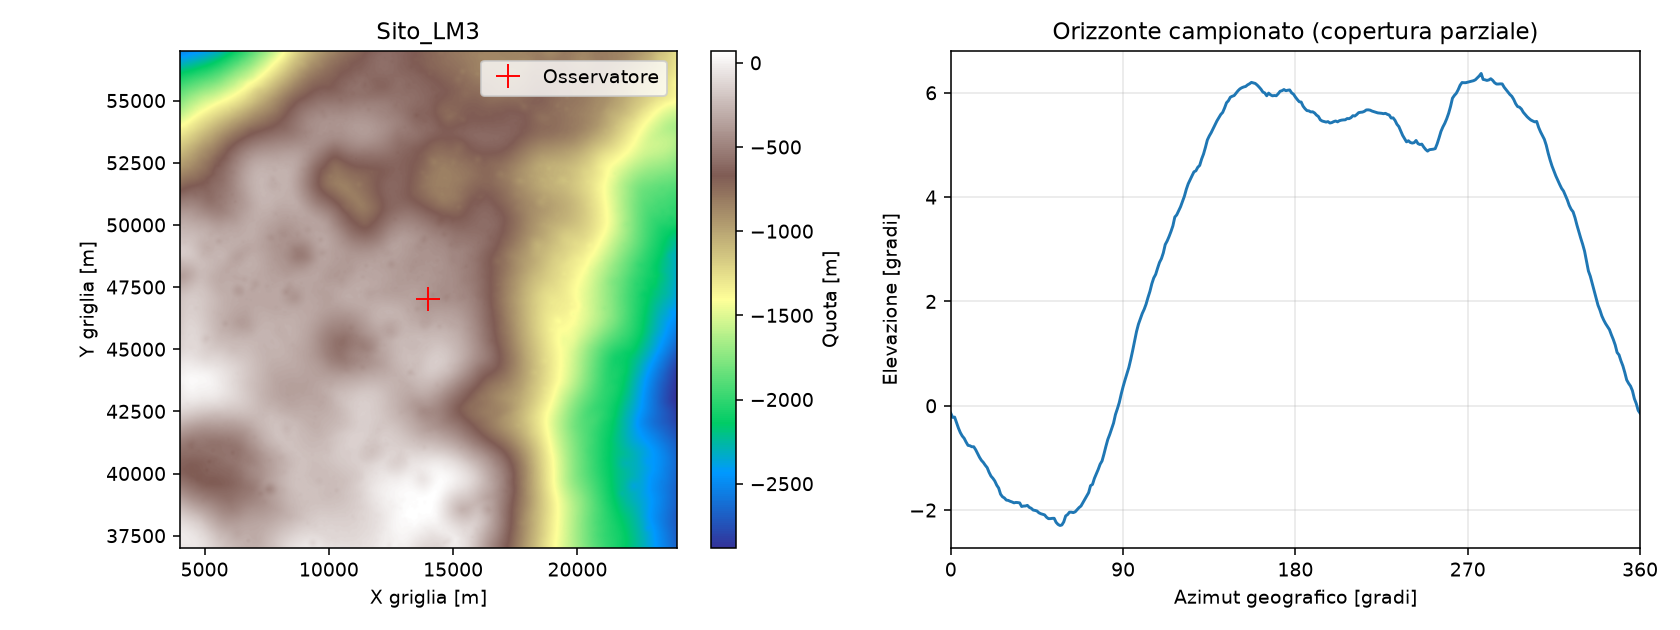 Sito_LM3
Osservatore
Y griglia [m]
55000
52500
50000
47500
45000
42500
40000
37500
5000 10000 15000 20000
X griglia [m]
0
−500
−1000
−1500
−2000
−2500
Quota [m]
Orizzonte campionato (copertura parziale)
Elevazione [gradi]
6
4
2
0
−2
0 90 180 270 360
Azimut geografico [gradi]